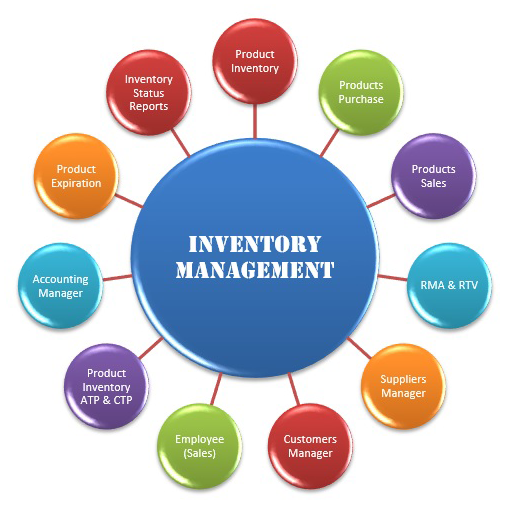 Product
Inventory
Products
Purchase
Products
Sales
RMA & RTV
Suppliers
Manager
Customers
Manager
Employee
(Sales)
Product
Inventory
ATP & CTP
Accounting
Manager
Product
Expiration
Inventory
Status
Reports
INVENTORY
MANAGEMENT